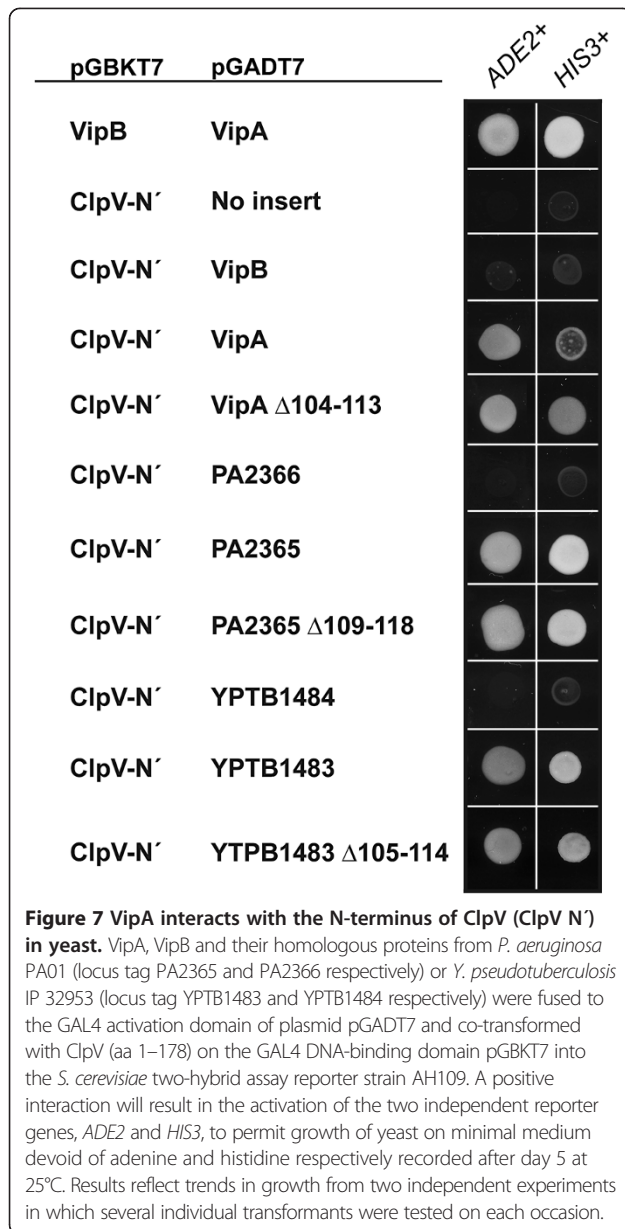 pGBKT7 pGADT7 ADE2+ HIS3+
VipB VipA
ClpV-N´ No insert
ClpV-N´ VipB
ClpV-N´ VipA
ClpV-N´ VipA Δ104-113
ClpV-N´ PA2366
ClpV-N´ PA2365
ClpV-N´ PA2365 Δ109-118
ClpV-N´ YPTB1484
ClpV-N´ YPTB1483
ClpV-N´ YTPB1483 Δ105-114
Figure 7 VipA interacts with the N-terminus of ClpV (ClpV N´)
in yeast. VipA, VipB and their homologous proteins from P. aeruginosa
PA01 (locus tag PA2365 and PA2366 respectively) or Y. pseudotuberculosis
IP 32953 (locus tag YPTB1483 and YPTB1484 respectively) were fused to
the GAL4 activation domain of plasmid pGADT7 and co-transformed
with ClpV (aa 1–178) on the GAL4 DNA-binding domain pGBKT7 into
the S. cerevisiae two-hybrid assay reporter strain AH109. A positive
interaction will result in the activation of the two independent reporter
genes, ADE2 and HIS3, to permit growth of yeast on minimal medium
devoid of adenine and histidine respectively recorded after day 5 at
25°C. Results reflect trends in growth from two independent experiments
in which several individual transformants were tested on each occasion.